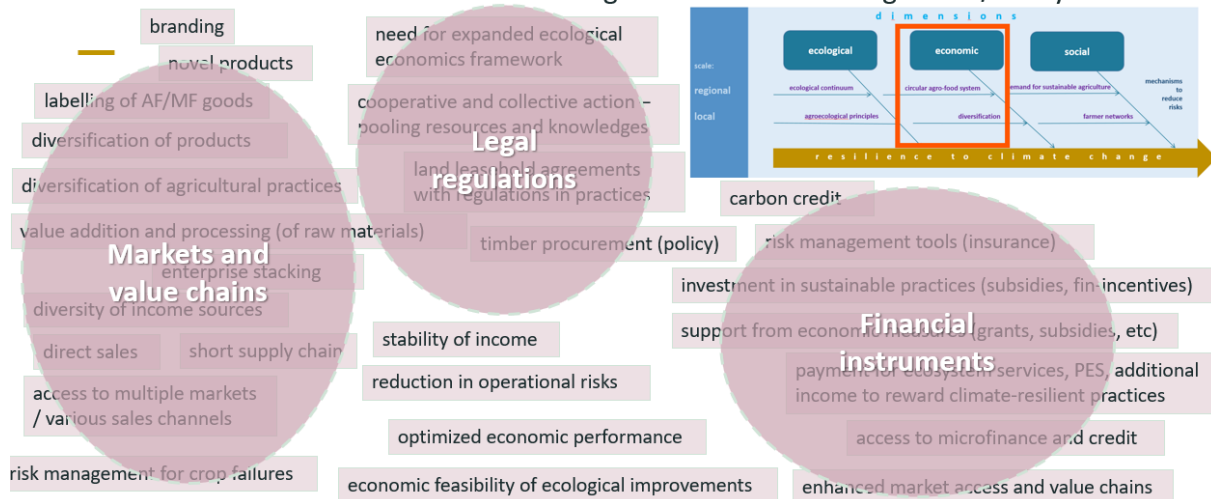 branding
novel products
labelling of AF/MF goods
diversification of products
diversification of agricultural practices
value addition and processing (of raw materials)
Markets and
value chains
enterprise stacking
diversity of income sources
direct sales
short supply chain
access to multiple markets
/ various sales channels
risk management for crop failures
need for expanded ecological
economics framework
cooperative and collective action –
pooling resources and knowledges
Legal
regulations
land leasehold agreements
with regulations in practices
timber procurement (policy)
stability of income
reduction in operational risks
optimized economic performance
economic feasibility of ecological improvements
dimensions
ecological
economic
social
scale:
regional
local
ecological continuum
circular agro-food system
demand for sustainable agriculture
mechanisms
to
reduce
risks
agroecological principles
diversification
farmer networks
resilience to climate change
carbon credit
risk management tools (insurance)
investment in sustainable practices (subsidies, fin-incentives)
support from economic measures (grants, subsidies, etc)
Financial
instruments
payment for ecosystem services, PES, additional
income to reward climate-resilient practices
access to microfinance and credit
enhanced market access and value chains